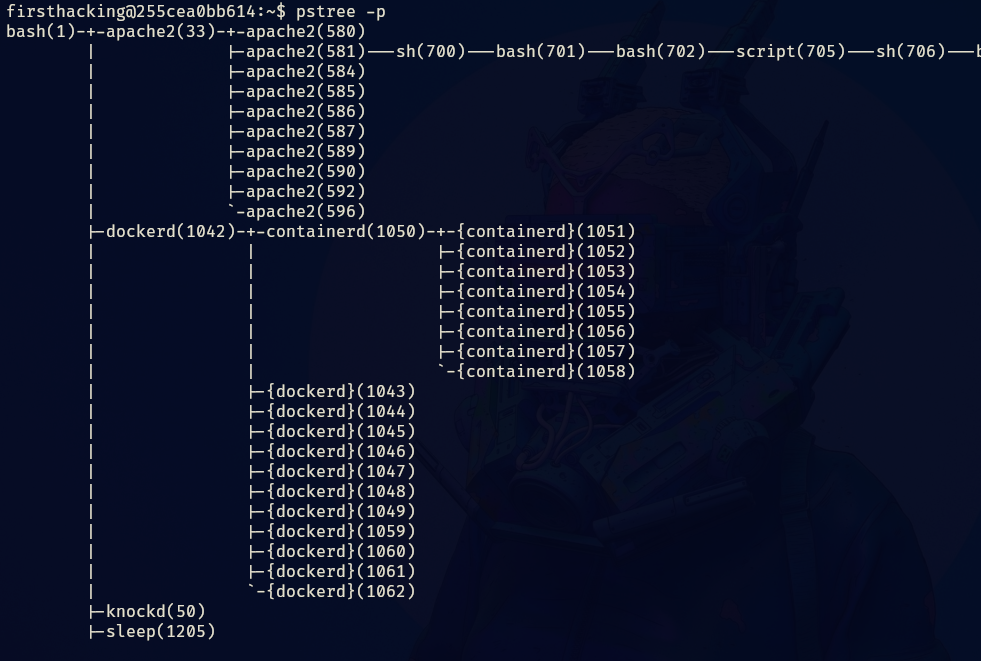 firsthacking@255cea0bb614:~$ pstree -p
bash(1)-+-apache2(33)-+-apache2(580)
        |             |-apache2(581)---sh(700)---bash(701)---bash(702)---script(705)---sh(706)---b
        |             |-apache2(584)
        |             |-apache2(585)
        |             |-apache2(586)
        |             |-apache2(587)
        |             |-apache2(589)
        |             |-apache2(590)
        |             |-apache2(592)
        |             `-apache2(596)
        |-dockerd(1042)-+-containerd(1050)-+-{containerd}(1051)
        |               |                  |-{containerd}(1052)
        |               |                  |-{containerd}(1053)
        |               |                  |-{containerd}(1054)
        |               |                  |-{containerd}(1055)
        |               |                  |-{containerd}(1056)
        |               |                  |-{containerd}(1057)
        |               |                  `-{containerd}(1058)
        |               |-{dockerd}(1043)
        |               |-{dockerd}(1044)
        |               |-{dockerd}(1045)
        |               |-{dockerd}(1046)
        |               |-{dockerd}(1047)
        |               |-{dockerd}(1048)
        |               |-{dockerd}(1049)
        |               |-{dockerd}(1059)
        |               |-{dockerd}(1060)
        |               |-{dockerd}(1061)
        |               `-{dockerd}(1062)
        |-knockd(50)
        |-sleep(1205)